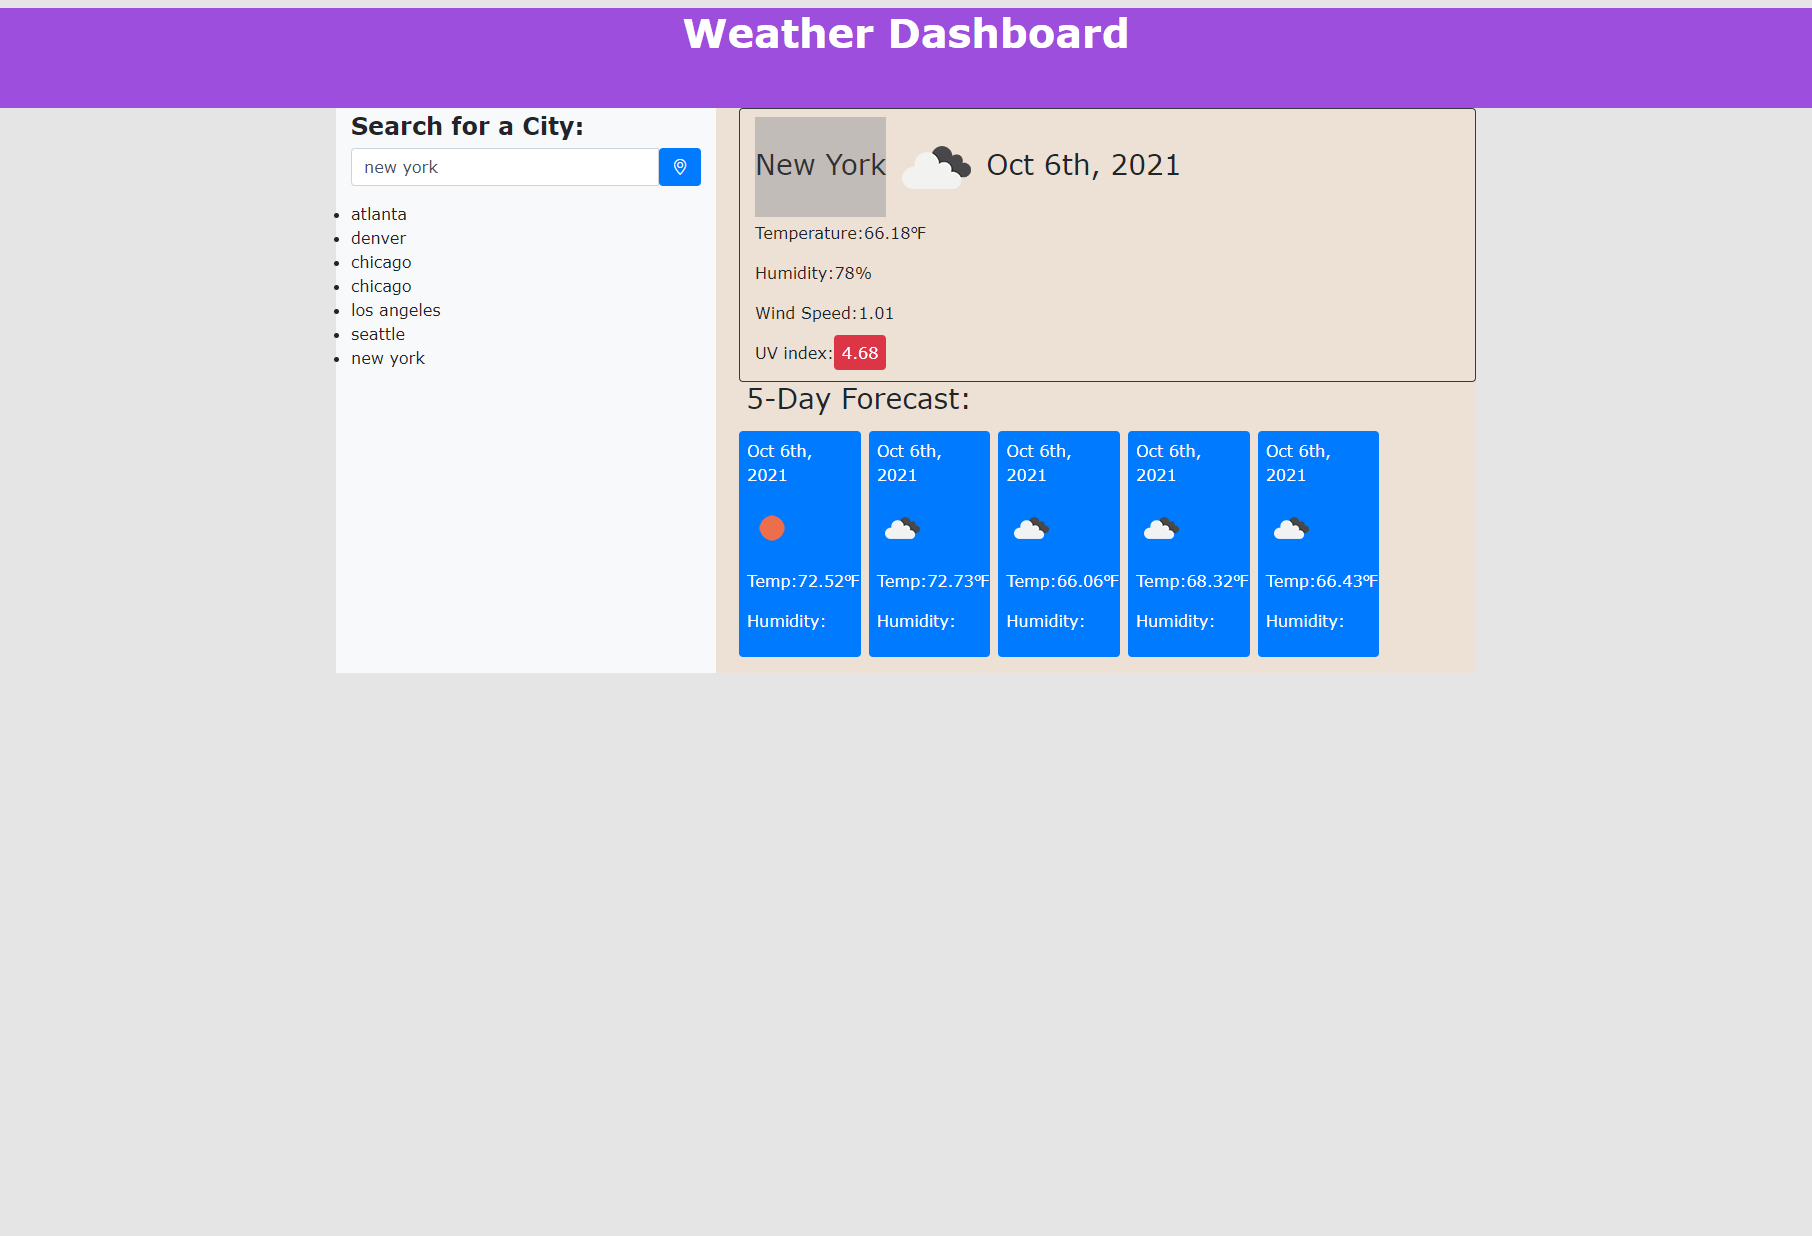 Weather Dashboard
Search for a City:
new york
• atlanta
• denver
• chicago
• chicago
• los angeles
• seattle
• new york
New York Oct 6th, 2021
Temperature:66.18°F
Humidity:78%
Wind Speed:1.01
UV index:4.68
5-Day Forecast:
Oct 6th,
2021
Temp:72.52°F
Humidity:
Oct 6th,
2021
Temp:72.73°F
Humidity:
Oct 6th,
2021
Temp:66.06°F
Humidity:
Oct 6th,
2021
Temp:68.32°F
Humidity:
Oct 6th,
2021
Temp:66.43°F
Humidity: